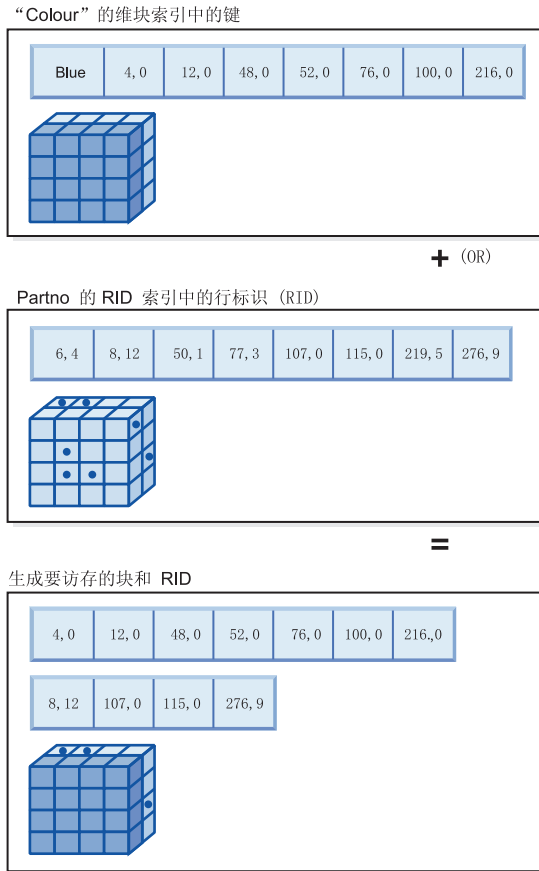 “Colour”的维块索引中的键
Blue 4,0 12,0 48,0 52,0 76,0 100,0 216,0
+ (OR)
Partno 的 RID 索引中的行标识 (RID)
6,4 8,12 50,1 77,3 107,0 115,0 219,5 276,9
=
生成要访存的块和 RID
4,0 12,0 48,0 52,0 76,0 100,0 216.,0
8,12 107,0 115,0 276,9